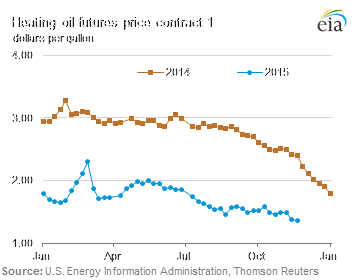 Heating oil futures price contract 1
dollars per gallon
eia
4.00
2014
2015
3.00
2.00
1.00
Jan Apr Jul Oct Jan
Source: U.S. Energy Information Administration, Thomson Reuters